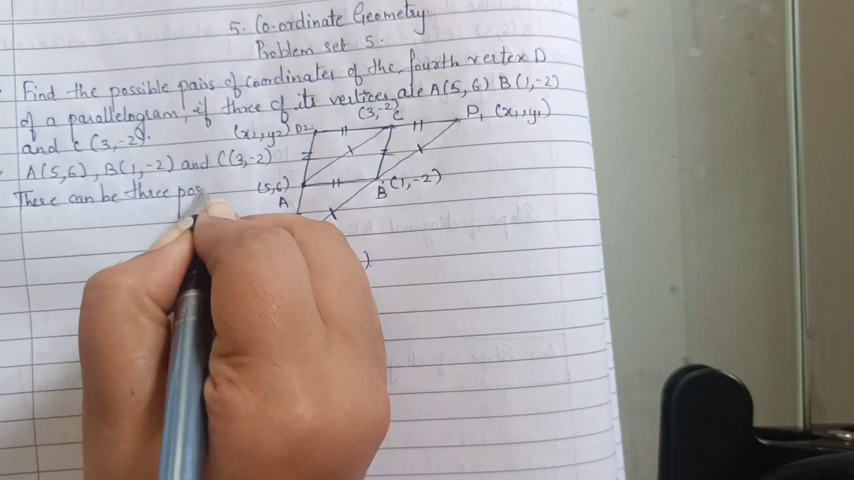 5. Co-ordinate Geometry.
Problem set 5.
Find the possible pairs of coordinates of the fourth vertex D
of a parallelogram, if three of its vertices are A(5,6) B(1,-2)
and C(3,-2).
(3,-2)
(x2,y2) D2
C
D1 (x1,y1)
A(5,6), B(1,-2) and C(3,-2)
(5,6)
A
B (1,-2)
There can be three pos
).